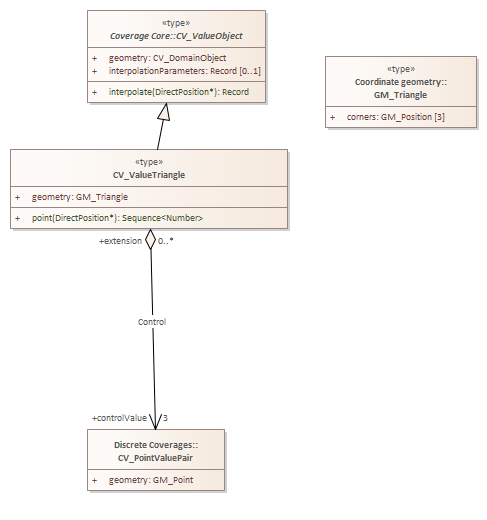 «type»
Coverage Core::CV_ValueObject
+ geometry: CV_DomainObject
+ interpolationParameters: Record [0..1]
+ interpolate(DirectPosition*): Record
«type»
Coordinate geometry::
GM_Triangle
+ corners: GM_Position [3]
«type»
CV_ValueTriangle
+ geometry: GM_Triangle
+ point(DirectPosition*): Sequence<Number>
+extension 0..*
Control
+controlValue 3
Discrete Coverages::
CV_PointValuePair
+ geometry: GM_Point